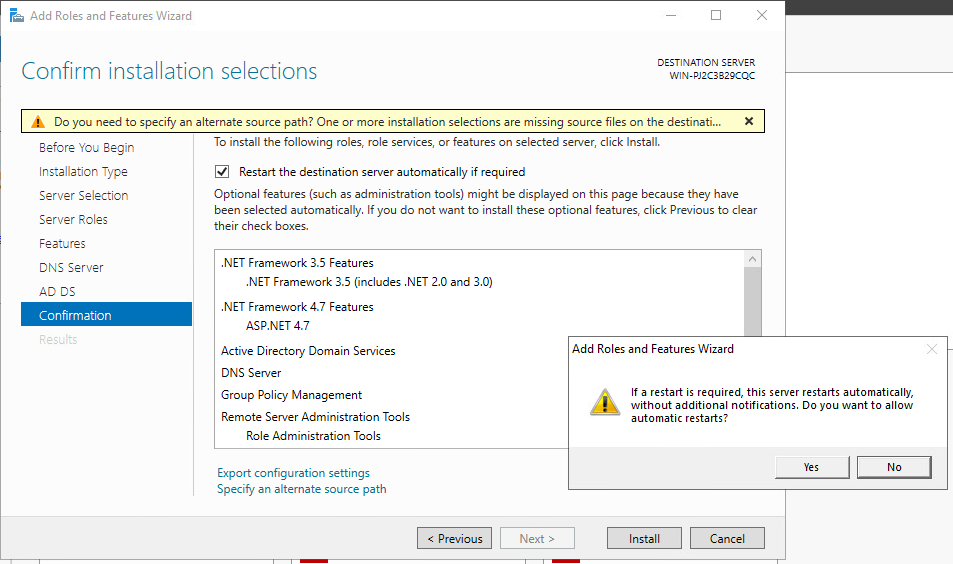 Add Roles and Features Wizard
Confirm installation selections
DESTINATION SERVER
WIN-PJ2C3B29CQC
Do you need to specify an alternate source path? One or more installation selections are missing source files on the destinati...
Before You Begin
Installation Type
Server Selection
Server Roles
Features
DNS Server
AD DS
Confirmation
Results
To install the following roles, role services, or features on selected server, click Install.
Restart the destination server automatically if required
Optional features (such as administration tools) might be displayed on this page because they have
been selected automatically. If you do not want to install these optional features, click Previous to clear
their check boxes.
.NET Framework 3.5 Features
.NET Framework 3.5 (includes .NET 2.0 and 3.0)
.NET Framework 4.7 Features
ASP.NET 4.7
Active Directory Domain Services
DNS Server
Group Policy Management
Remote Server Administration Tools
Role Administration Tools
Export configuration settings
Specify an alternate source path
< Previous
Next >
Install
Cancel
Add Roles and Features Wizard
If a restart is required, this server restarts automatically,
without additional notifications. Do you want to allow
automatic restarts?
Yes
No